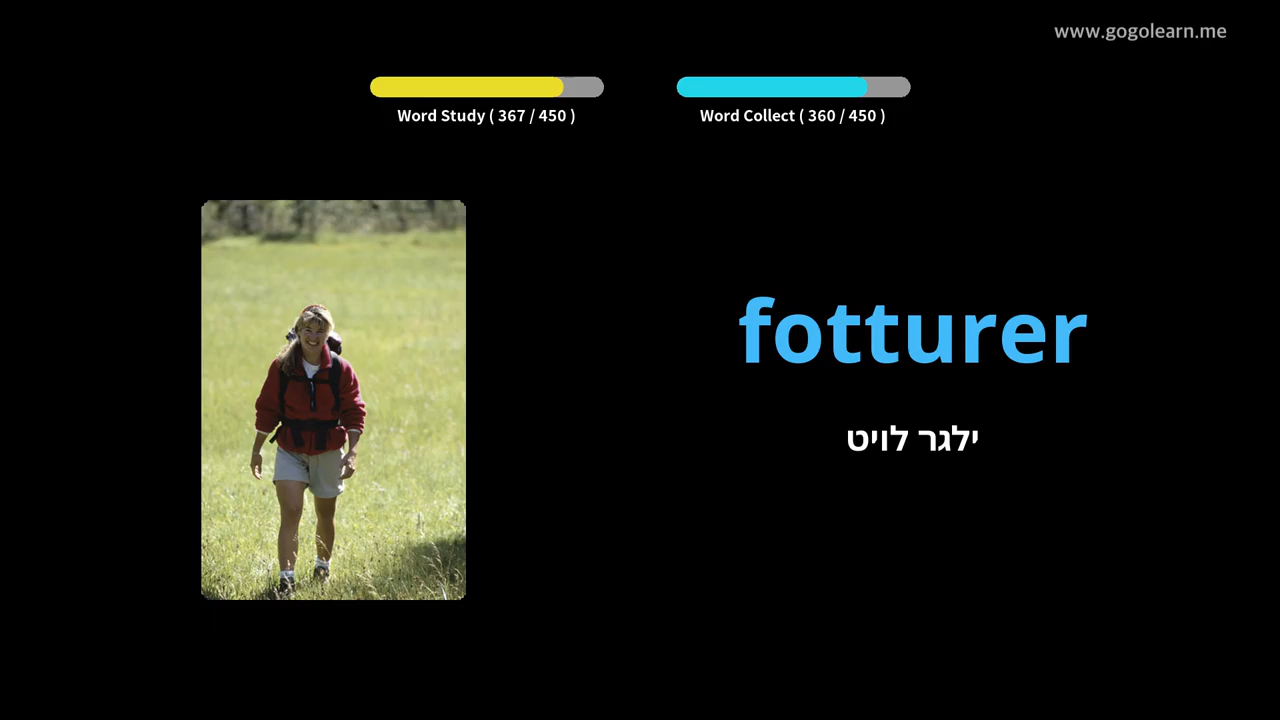 www.gogolearn.me
Word Study ( 367 / 450 )
Word Collect ( 360 / 450 )
fotturer
ילגר לויט